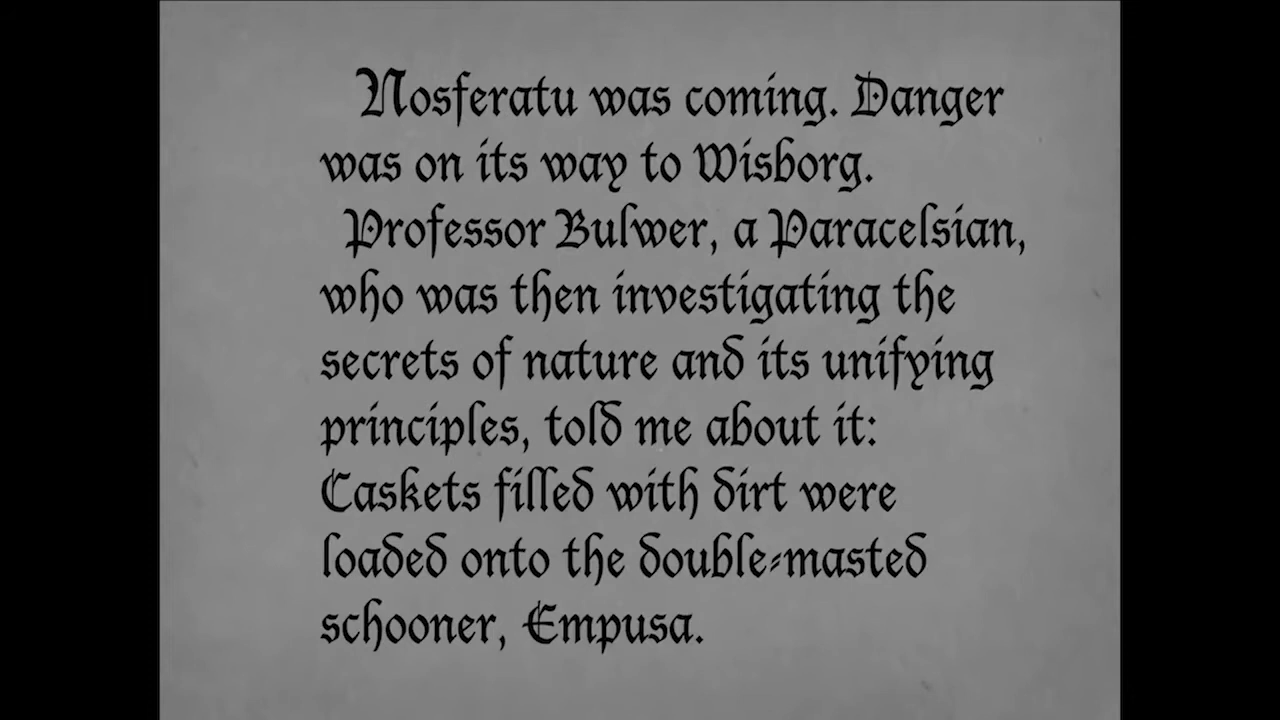 Nosferatu was coming. Danger
was on its way to Wisborg.
Professor Bulwer, a Paracelsian,
who was then investigating the
secrets of nature and its unifying
principles, told me about it:
Caskets filled with dirt were
loaded onto the double-masted
schooner, Empusa.